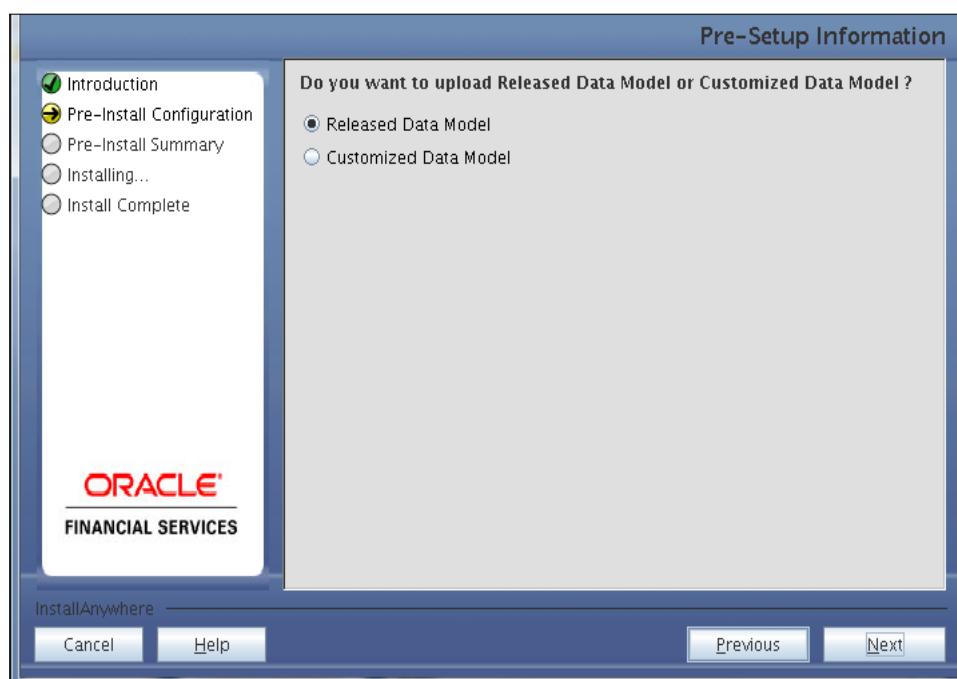 Pre-Setup Information
Introduction
Pre-Install Configuration
Pre-Install Summary
Installing...
Install Complete
ORACLE®
FINANCIAL SERVICES
Do you want to upload Released Data Model or Customized Data Model ?
Released Data Model
Customized Data Model
InstallAnywhere
Cancel
Help
Previous
Next